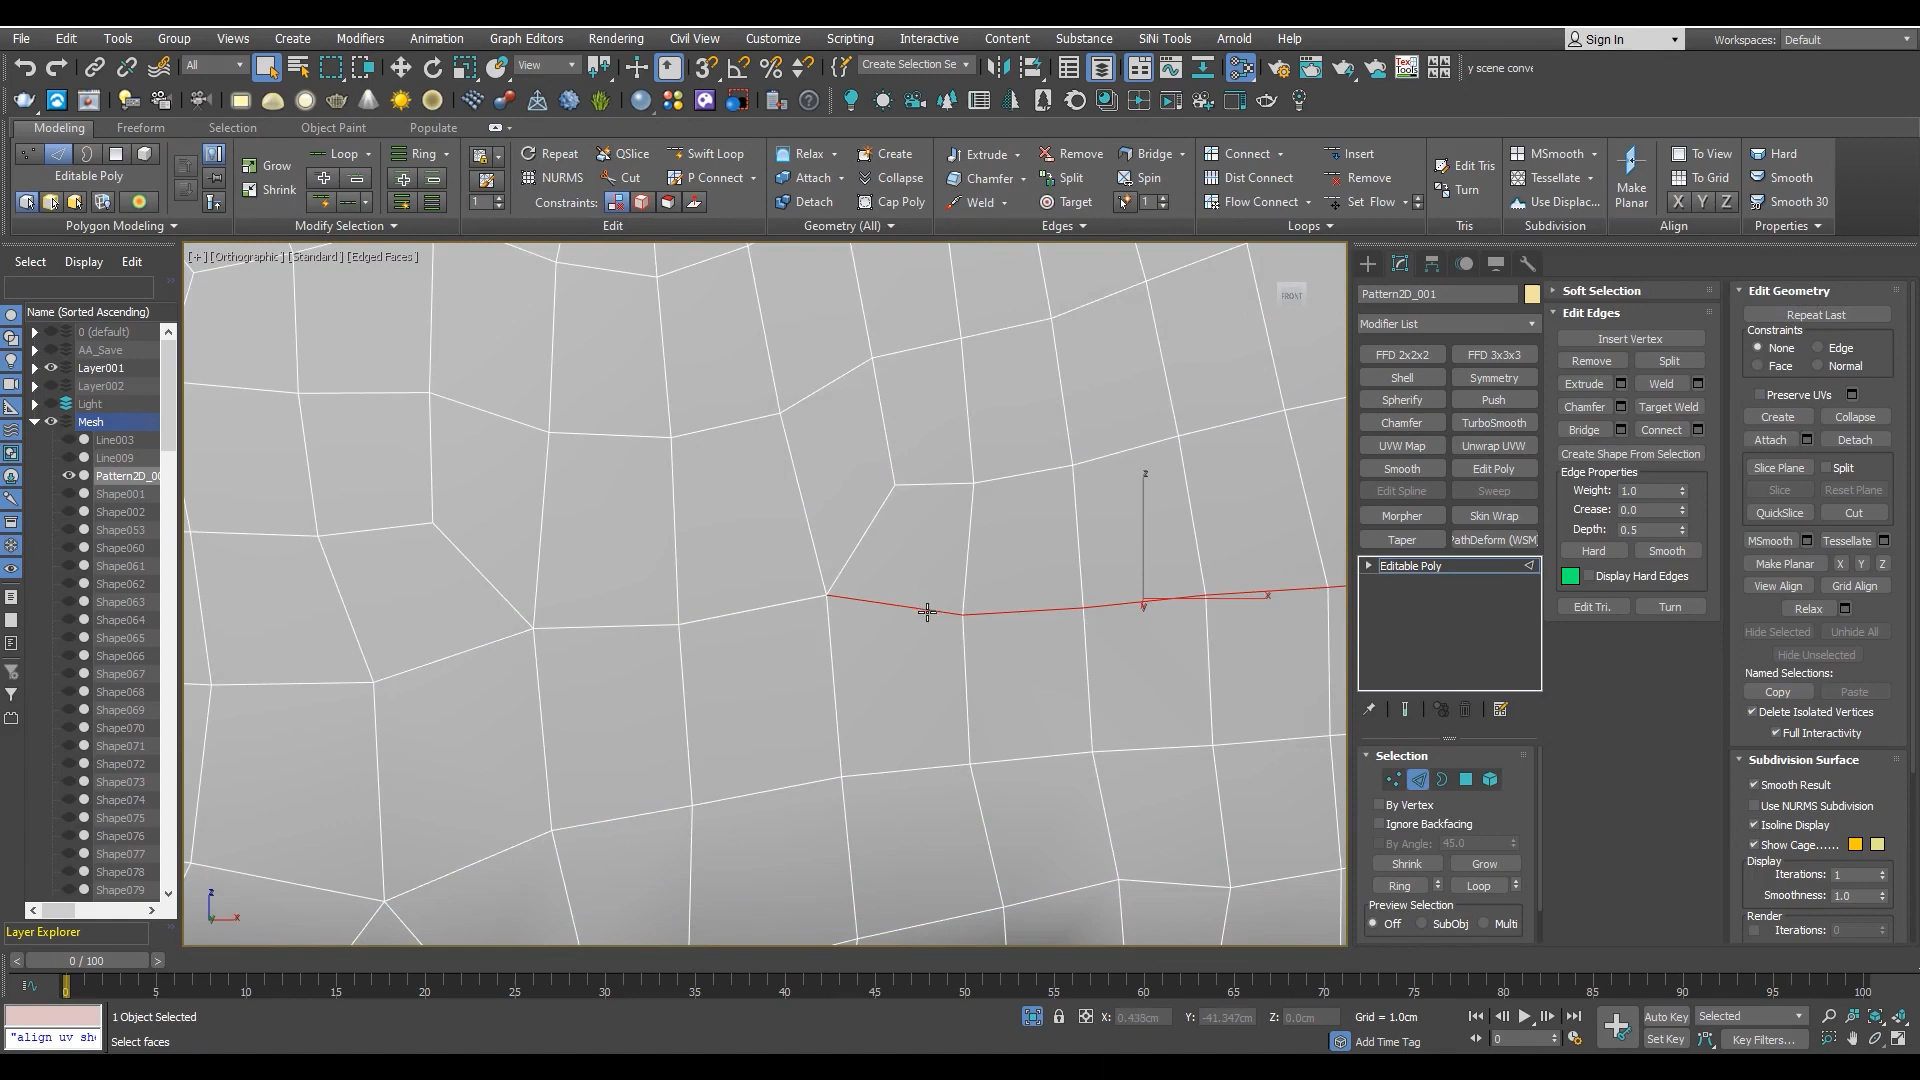 File Edit Tools Group Views Create Modifiers Animation Graph Editors Rendering Civil View Customize Scripting Interactive Content Substance SiNi Tools Arnold Help
Sign In Workspaces: Default
All View Create Selection Se Tex Tools y scene conve
Modeling Freeform Selection Object Paint Populate
Loop Ring Repeat QSlice Swift Loop Relax Create Extrude Remove Bridge Connect Insert MSmooth To View Hard
Grow Edit Tris
Editable Poly NURMS Cut P Connect Attach Collapse Chamfer Split Spin Dist Connect Remove Tessellate Make Planar To Grid Smooth
Shrink Turn
1 Constraints: Detach Cap Poly Weld Target 1 Flow Connect Set Flow Use Displac... X Y Z Smooth 30
Polygon Modeling Modify Selection Edit Geometry (All) Edges Loops Tris Subdivision Align Properties
Select Display Edit
Name (Sorted Ascending)
0 (default)
AA_Save
Layer001
Layer002
Light
Mesh
Line003
Line009
Pattern2D_00
Shape001
Shape002
Shape053
Shape060
Shape061
Shape062
Shape063
Shape064
Shape065
Shape066
Shape067
Shape068
Shape069
Shape070
Shape071
Shape072
Shape073
Shape074
Shape075
Shape076
Shape077
Shape078
Shape079
Layer Explorer
[+] [Orthographic] [Standard] [Edged Faces]
FRONT
z
x
y
z
x
Pattern2D_001
Modifier List
FFD 2x2x2 FFD 3x3x3
Shell Symmetry
Spherify Push
Chamfer TurboSmooth
UVW Map Unwrap UVW
Smooth Edit Poly
Edit Spline Sweep
Morpher Skin Wrap
Taper PathDeform (WSM)
Editable Poly
Selection
By Vertex
Ignore Backfacing
By Angle: 45.0
Shrink Grow
Ring Loop
Preview Selection
Off SubObj Multi
Soft Selection
Edit Edges
Insert Vertex
Remove Split
Extrude Weld
Chamfer Target Weld
Bridge Connect
Create Shape From Selection
Edge Properties
Weight: 1.0
Crease: 0.0
Depth: 0.5
Hard Smooth
Display Hard Edges
Edit Tri. Turn
Edit Geometry
Repeat Last
Constraints
None Edge
Face Normal
Preserve UVs
Create Collapse
Attach Detach
Slice Plane Split
Slice Reset Plane
QuickSlice Cut
MSmooth Tessellate
Make Planar X Y Z
View Align Grid Align
Relax
Hide Selected Unhide All
Hide Unselected
Named Selections:
Copy Paste
Delete Isolated Vertices
Full Interactivity
Subdivision Surface
Smooth Result
Use NURMS Subdivision
Isoline Display
Show Cage......
Display
Iterations: 1
Smoothness: 1.0
Render
Iterations: 0
< 0 / 100 >
0 5 10 15 20 25 30 35 40 45 50 55 60 65 70 75 80 85 90 95 100
1 Object Selected X: 0.438cm Y: -41.347cm Z: 0.0cm Grid = 1.0cm Auto Key Selected
"align uv she Select faces Add Time Tag 0 Set Key Key Filters...